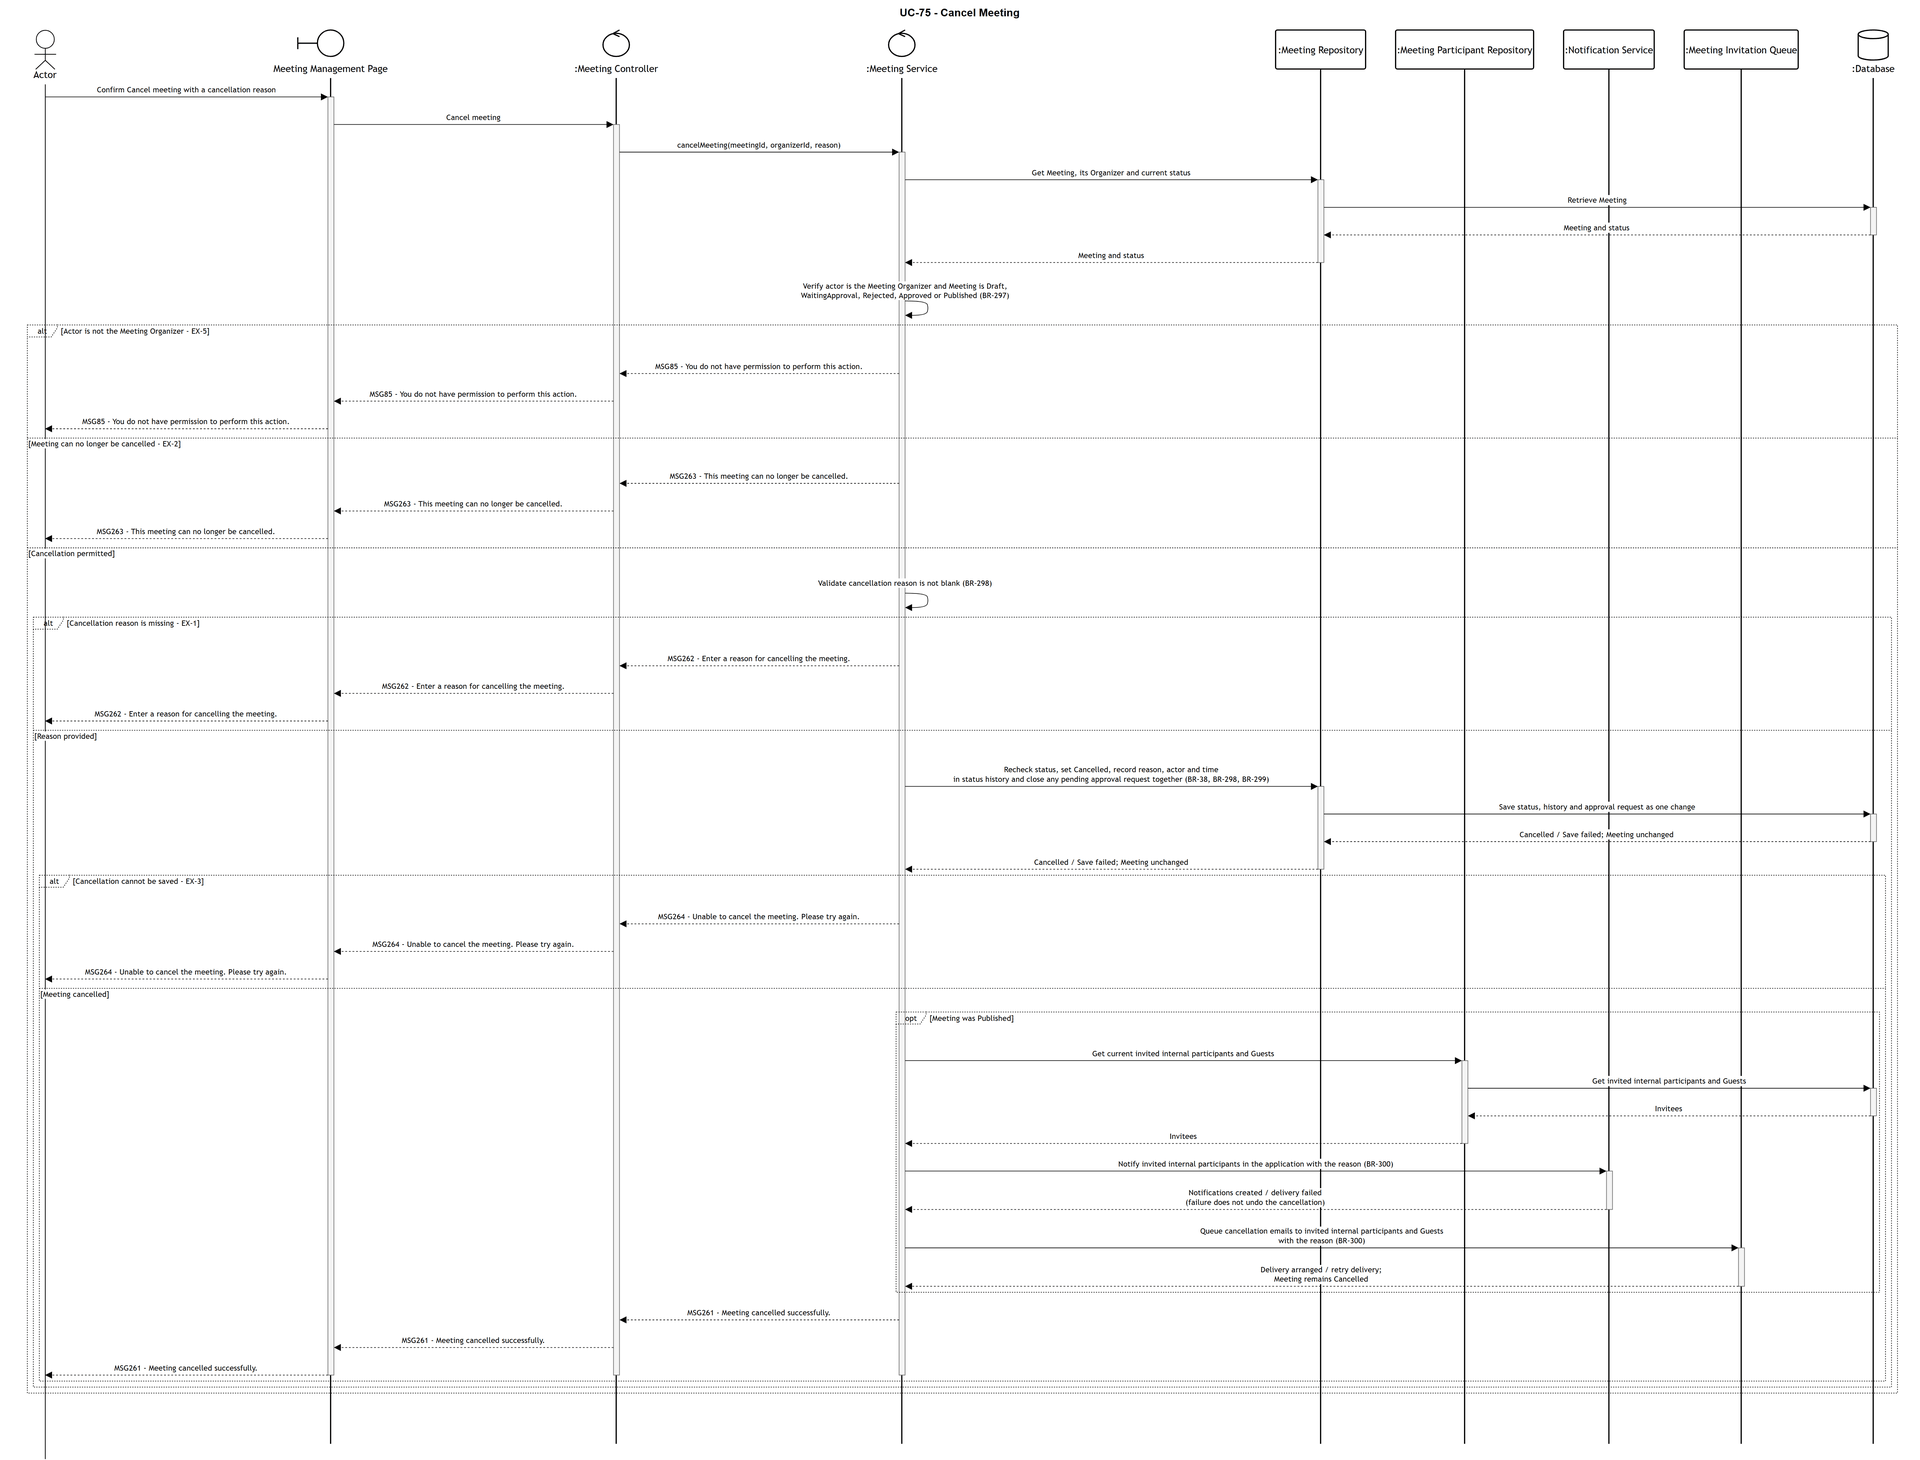 UC-75 - Cancel Meeting
Actor
Meeting Management Page
:Meeting Controller
:Meeting Service
:Meeting Repository
:Meeting Participant Repository
:Notification Service
:Meeting Invitation Queue
:Database
Confirm Cancel meeting with a cancellation reason
Cancel meeting
cancelMeeting(meetingId, organizerId, reason)
Get Meeting, its Organizer and current status
Retrieve Meeting
Meeting and status
Meeting and status
Verify actor is the Meeting Organizer and Meeting is Draft,
WaitingApproval, Rejected, Approved or Published (BR-297)
alt [Actor is not the Meeting Organizer - EX-5]
MSG85 - You do not have permission to perform this action.
MSG85 - You do not have permission to perform this action.
MSG85 - You do not have permission to perform this action.
[Meeting can no longer be cancelled - EX-2]
MSG263 - This meeting can no longer be cancelled.
MSG263 - This meeting can no longer be cancelled.
MSG263 - This meeting can no longer be cancelled.
[Cancellation permitted]
Validate cancellation reason is not blank (BR-298)
alt [Cancellation reason is missing - EX-1]
MSG262 - Enter a reason for cancelling the meeting.
MSG262 - Enter a reason for cancelling the meeting.
MSG262 - Enter a reason for cancelling the meeting.
[Reason provided]
Recheck status, set Cancelled, record reason, actor and time
in status history and close any pending approval request together (BR-38, BR-298, BR-299)
Save status, history and approval request as one change
Cancelled / Save failed; Meeting unchanged
Cancelled / Save failed; Meeting unchanged
alt [Cancellation cannot be saved - EX-3]
MSG264 - Unable to cancel the meeting. Please try again.
MSG264 - Unable to cancel the meeting. Please try again.
MSG264 - Unable to cancel the meeting. Please try again.
[Meeting cancelled]
opt [Meeting was Published]
Get current invited internal participants and Guests
Get invited internal participants and Guests
Invitees
Invitees
Notify invited internal participants in the application with the reason (BR-300)
Notifications created / delivery failed
(failure does not undo the cancellation)
Queue cancellation emails to invited internal participants and Guests
with the reason (BR-300)
Delivery arranged / retry delivery;
Meeting remains Cancelled
MSG261 - Meeting cancelled successfully.
MSG261 - Meeting cancelled successfully.
MSG261 - Meeting cancelled successfully.